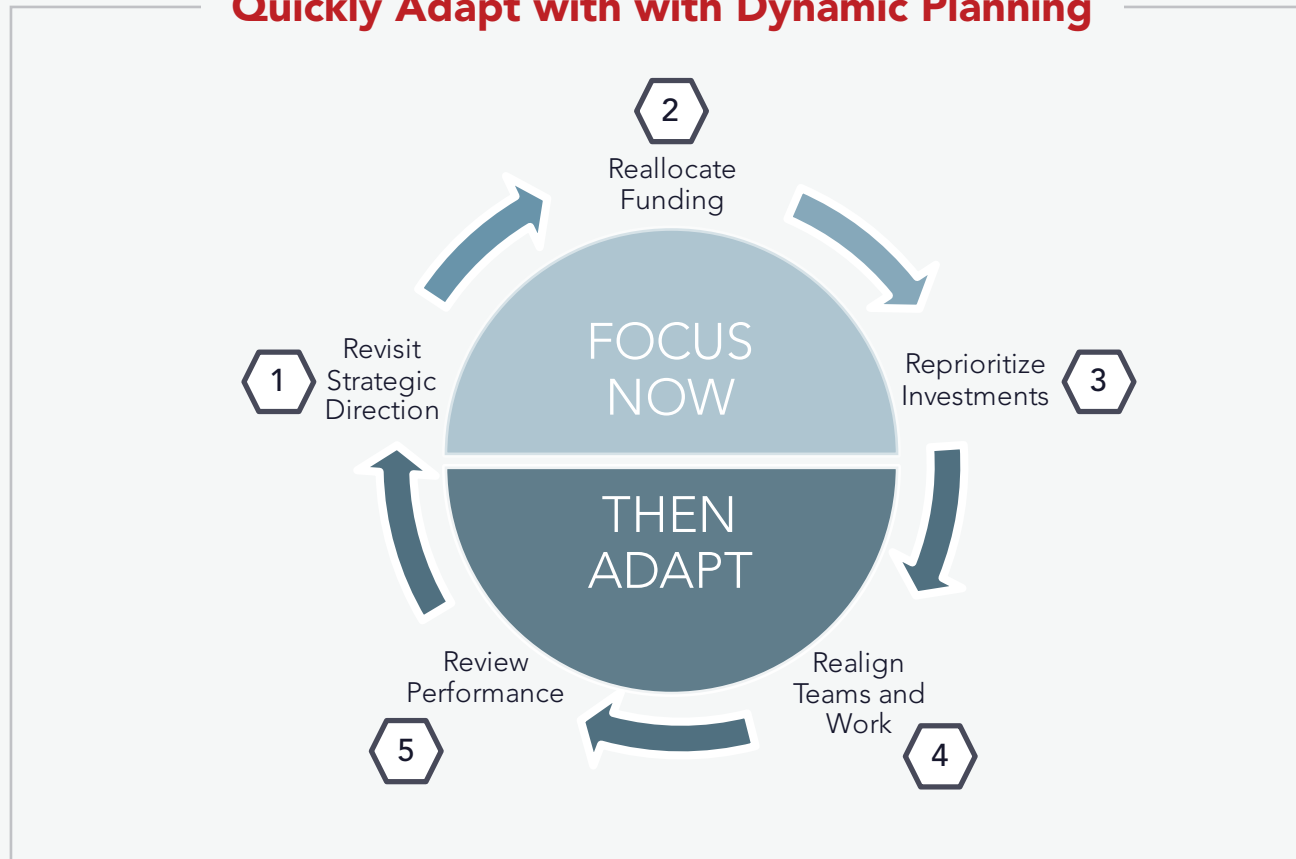 Quickly Adapt with with Dynamic Planning
2
Reallocate
Funding
FOCUS
NOW
1
Revisit
Strategic
Direction
Reprioritize
Investments
3
THEN
ADAPT
Review
Performance
5
Realign
Teams and
Work
4